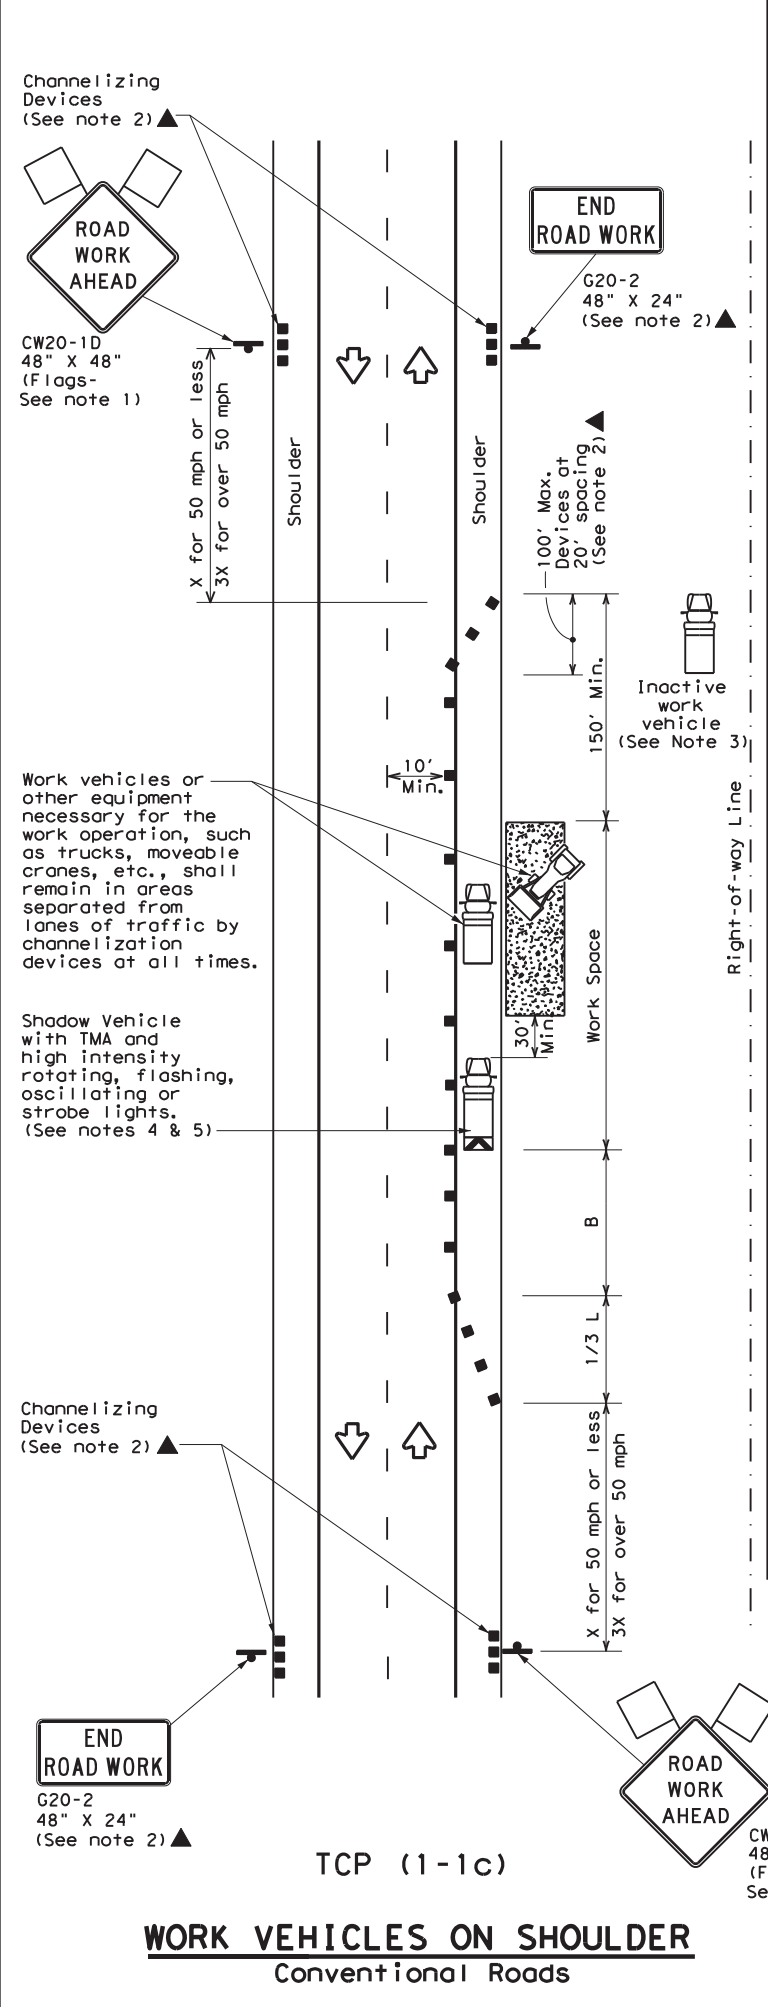 Channelizing
Devices
(See note 2)
ROAD
WORK
AHEAD
CW20-1D
48" X 48"
(Flags-
See note 1)
END
ROAD WORK
G20-2
48" X 24"
(See note 2)
X for 50 mph or less
3X for over 50 mph
Shoulder
Shoulder
100' Max.
Devices at
20' spacing
(See note 2)
150' Min.
Inactive
work
vehicle
(See Note 3)
Right-of-way Line
10'
Min.
Work vehicles or
other equipment
necessary for the
work operation, such
as trucks, moveable
cranes, etc., shall
remain in areas
separated from
lanes of traffic by
channelization
devices at all times.
Work Space
30'
Min.
Shadow Vehicle
with TMA and
high intensity
rotating, flashing,
oscillating or
strobe lights.
(See notes 4 & 5)
B
1/3 L
Channelizing
Devices
(See note 2)
X for 50 mph or less
3X for over 50 mph
END
ROAD WORK
G20-2
48" X 24"
(See note 2)
ROAD
WORK
AHEAD
CW
48
(F
Se
TCP (1-1c)
WORK VEHICLES ON SHOULDER
Conventional Roads